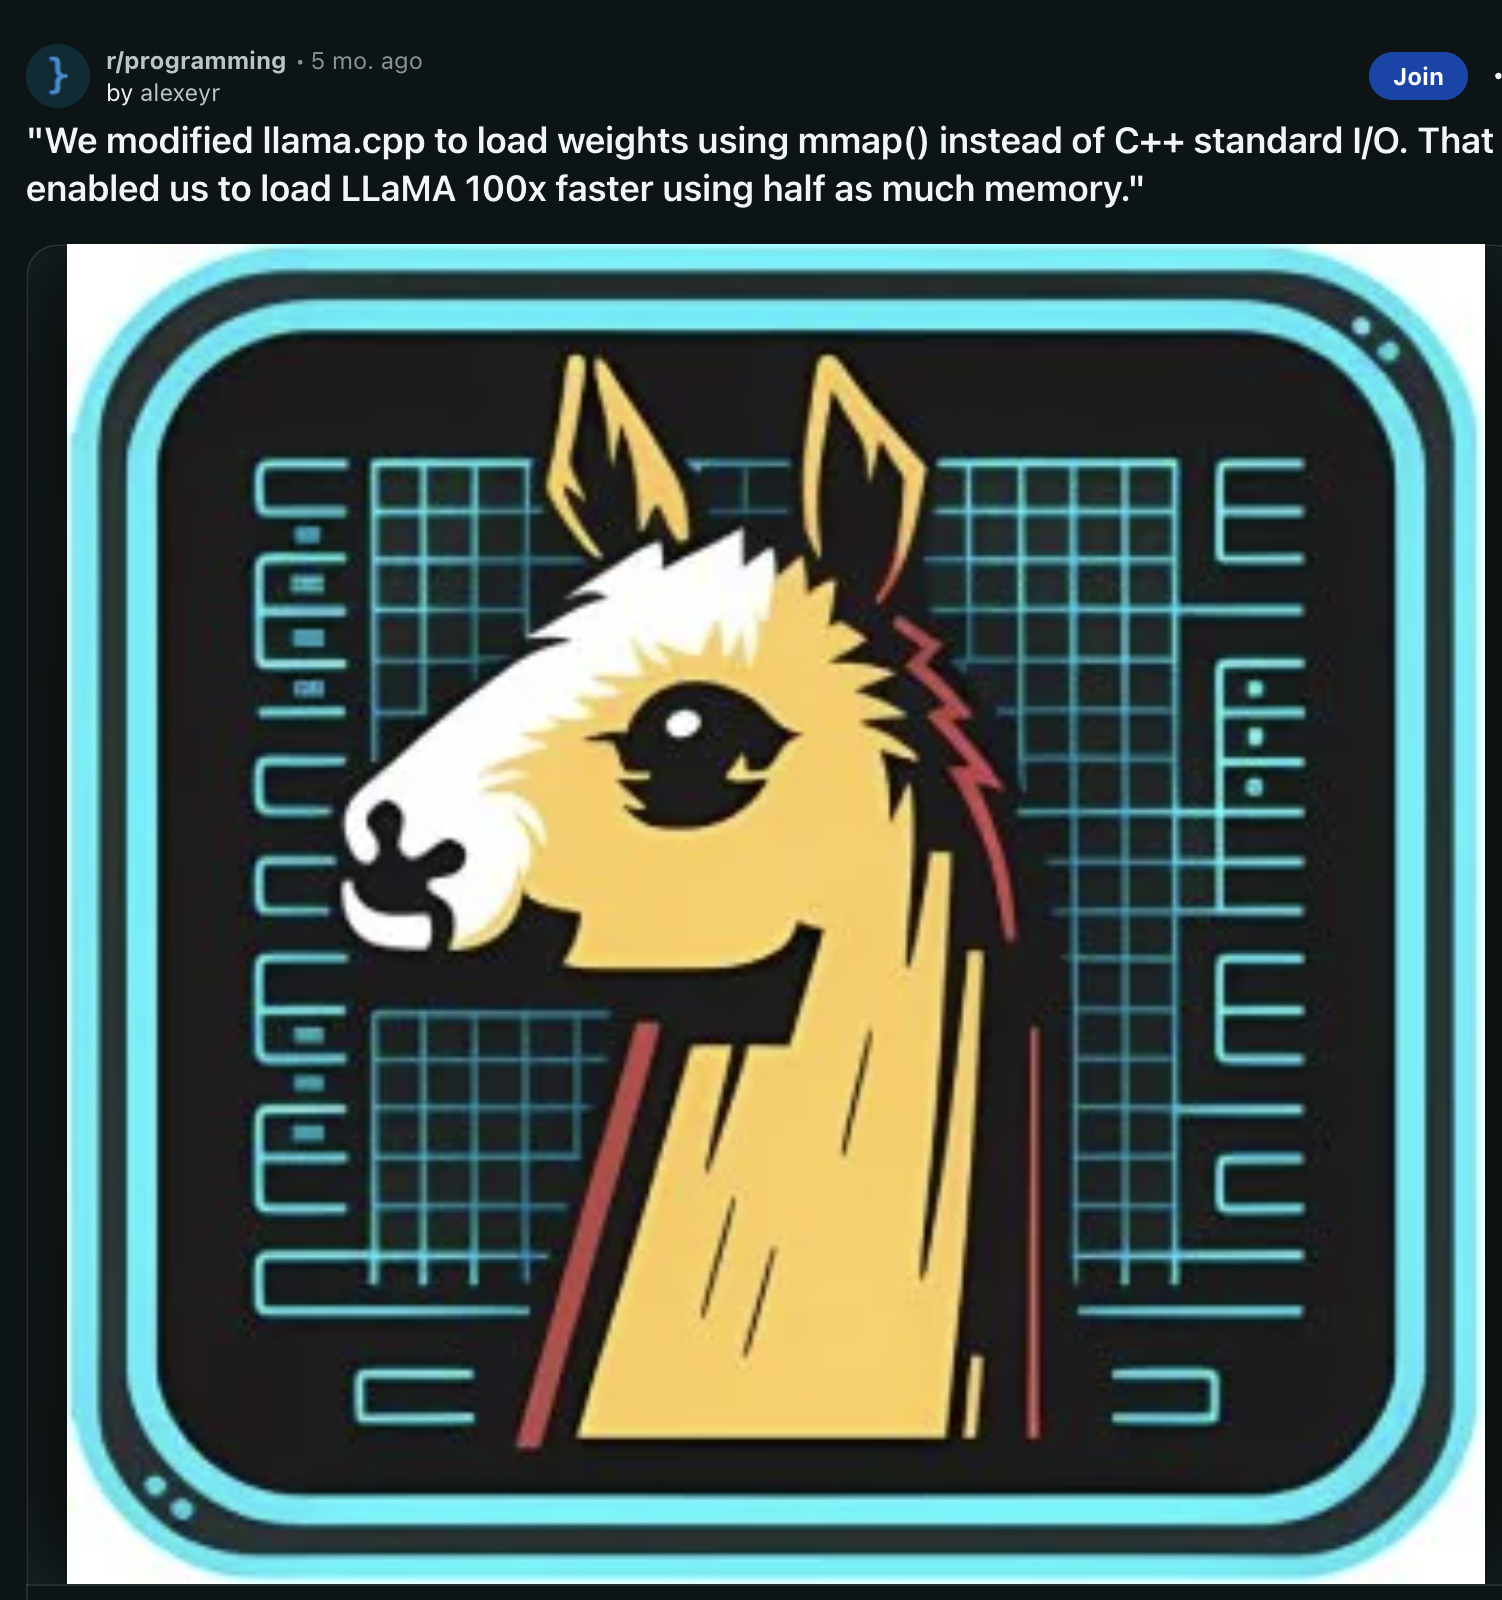 r/programming • 5 mo. ago
by alexeyr
Join
"We modified llama.cpp to load weights using mmap() instead of C++ standard I/O. That
enabled us to load LLaMA 100x faster using half as much memory."